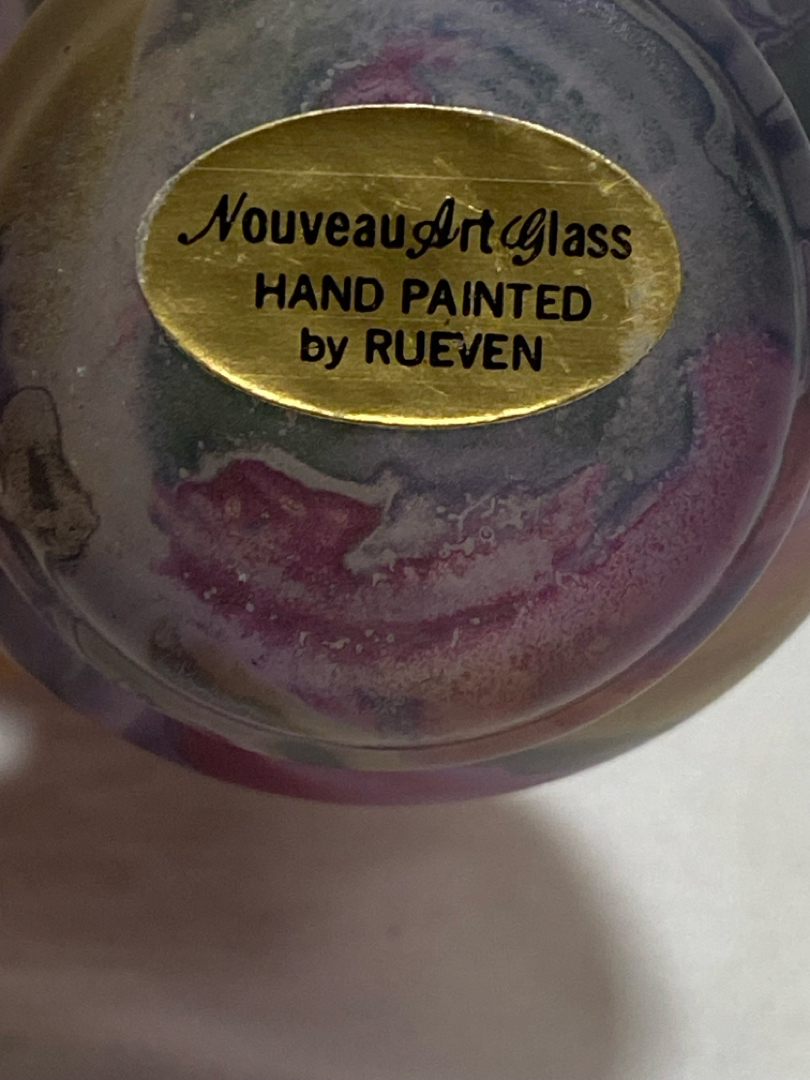 Nouveau Art Glass
HAND PAINTED
by RUEVEN